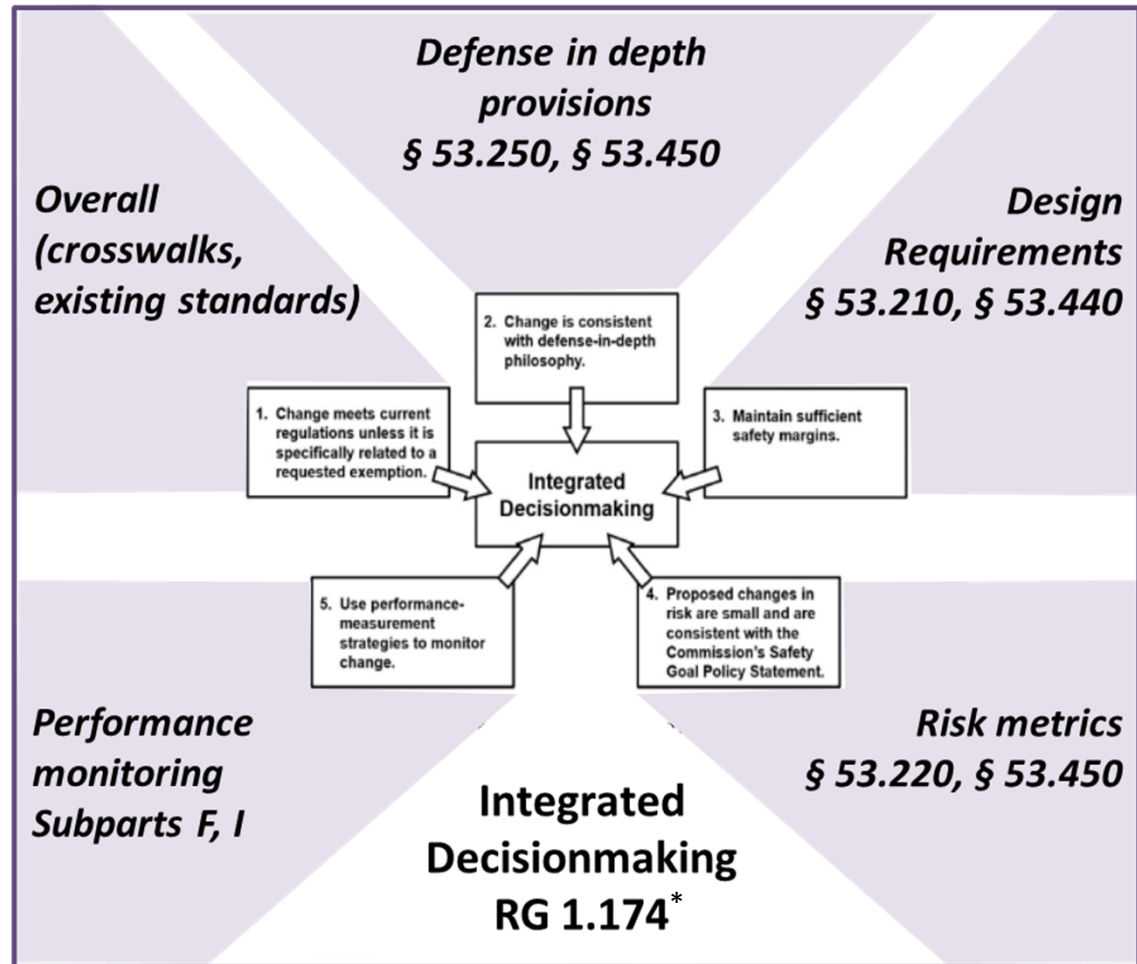 Defense in depth
provisions
§ 53.250, § 53.450
Overall
(crosswalks,
existing standards)
Design
Requirements
§ 53.210, § 53.440
2. Change is consistent
with defense-in-depth
philosophy.
1. Change meets current
regulations unless it is
specifically related to a
requested exemption.
3. Maintain sufficient
safety margins.
Integrated
Decisionmaking
5. Use performance-
measurement
strategies to monitor
change.
4. Proposed changes in
risk are small and are
consistent with the
Commission's Safety
Goal Policy Statement.
Performance
monitoring
Subparts F, I
Risk metrics
§ 53.220, § 53.450
Integrated
Decisionmaking
RG 1.174*